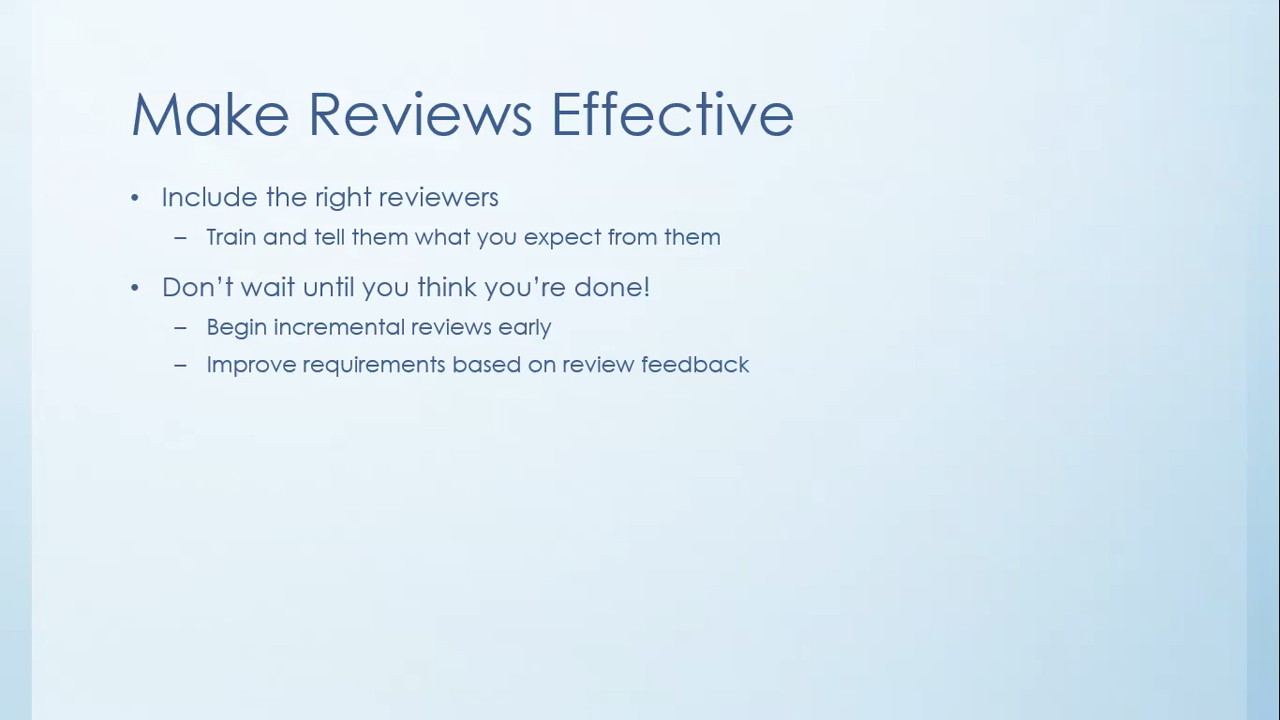 Make Reviews Effective
• Include the right reviewers
– Train and tell them what you expect from them
• Don’t wait until you think you’re done!
– Begin incremental reviews early
– Improve requirements based on review feedback